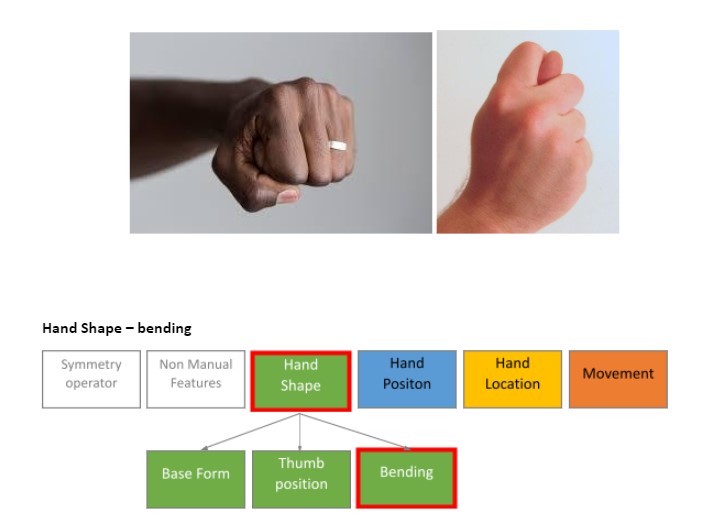 Hand Shape – bending
Symmetry
operator
Non Manual
Features
Hand
Shape
Hand
Positon
Hand
Location
Movement
Base Form
Thumb
position
Bending